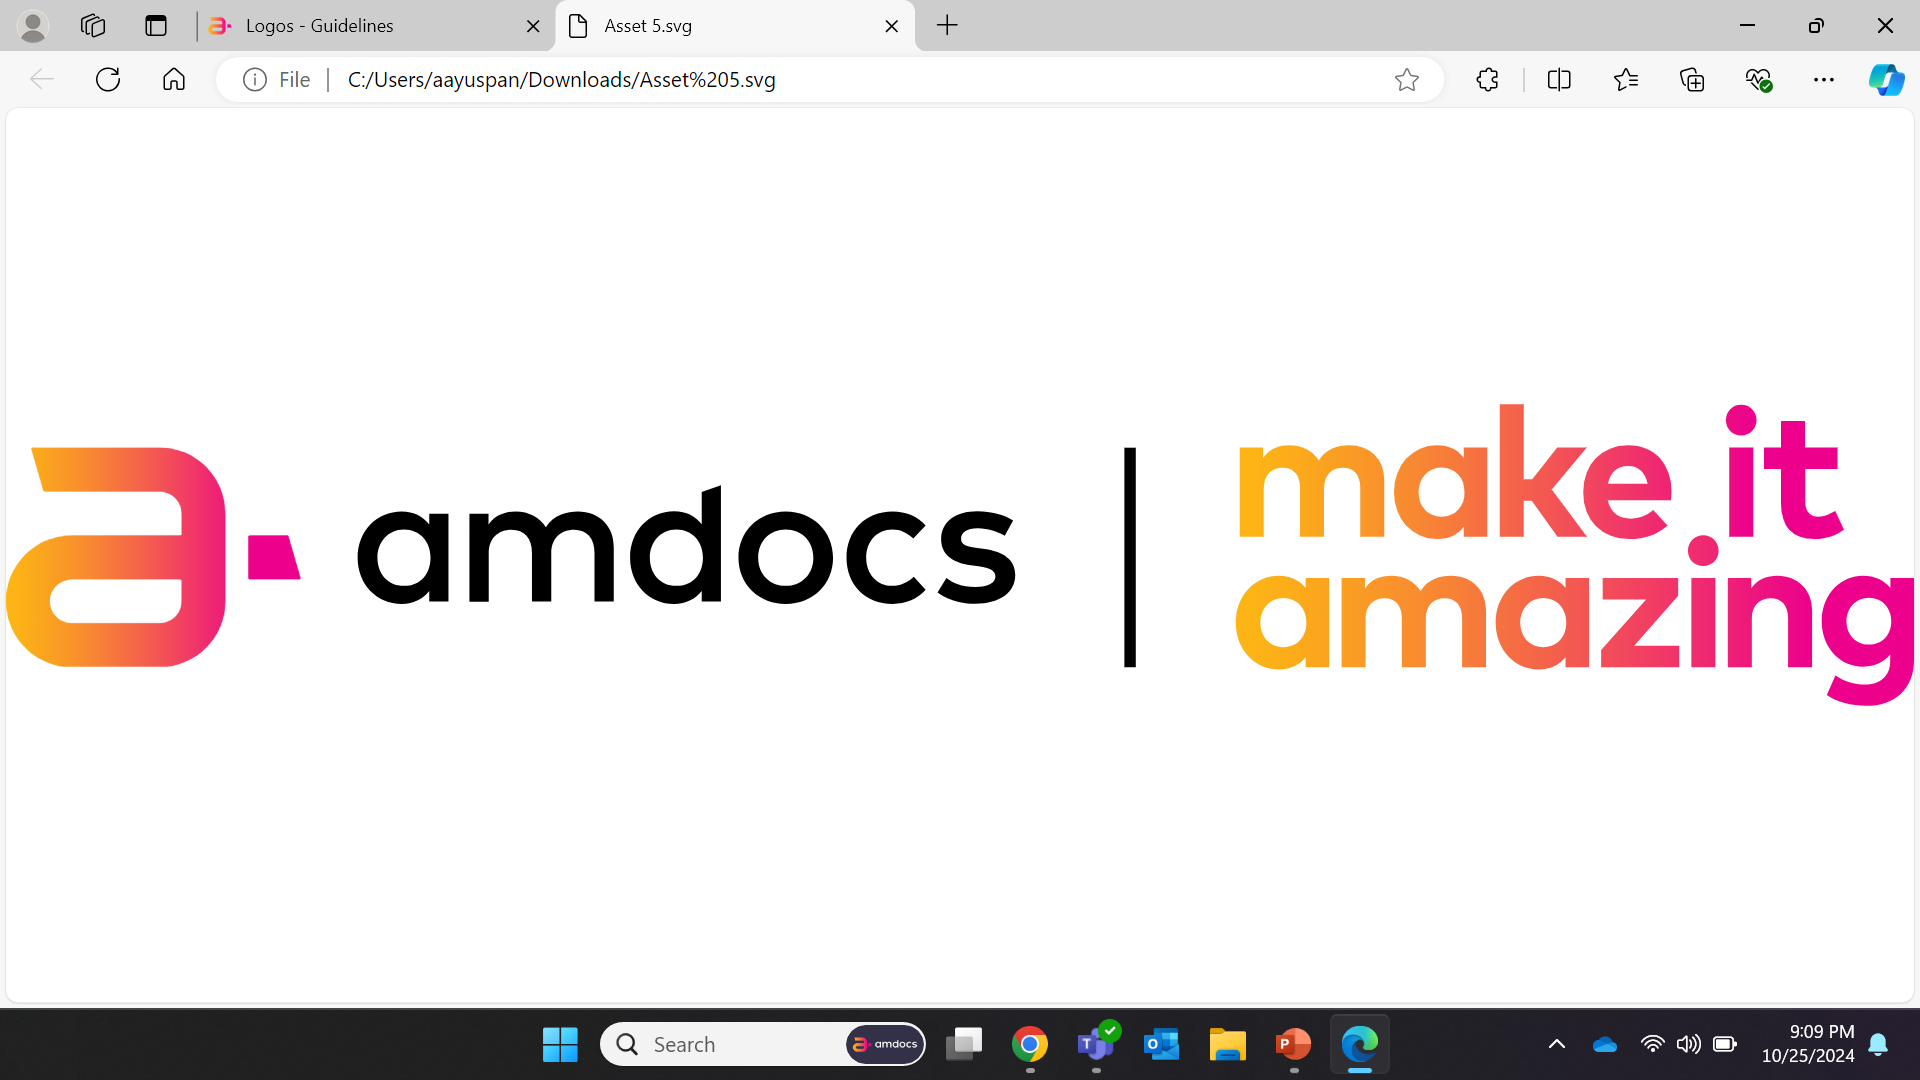 Logos - Guidelines
Asset 5.svg
File
C:/Users/aayuspan/Downloads/Asset%205.svg
a- amdocs
make it
amazing
Search
a- amdocs
9:09 PM
10/25/2024